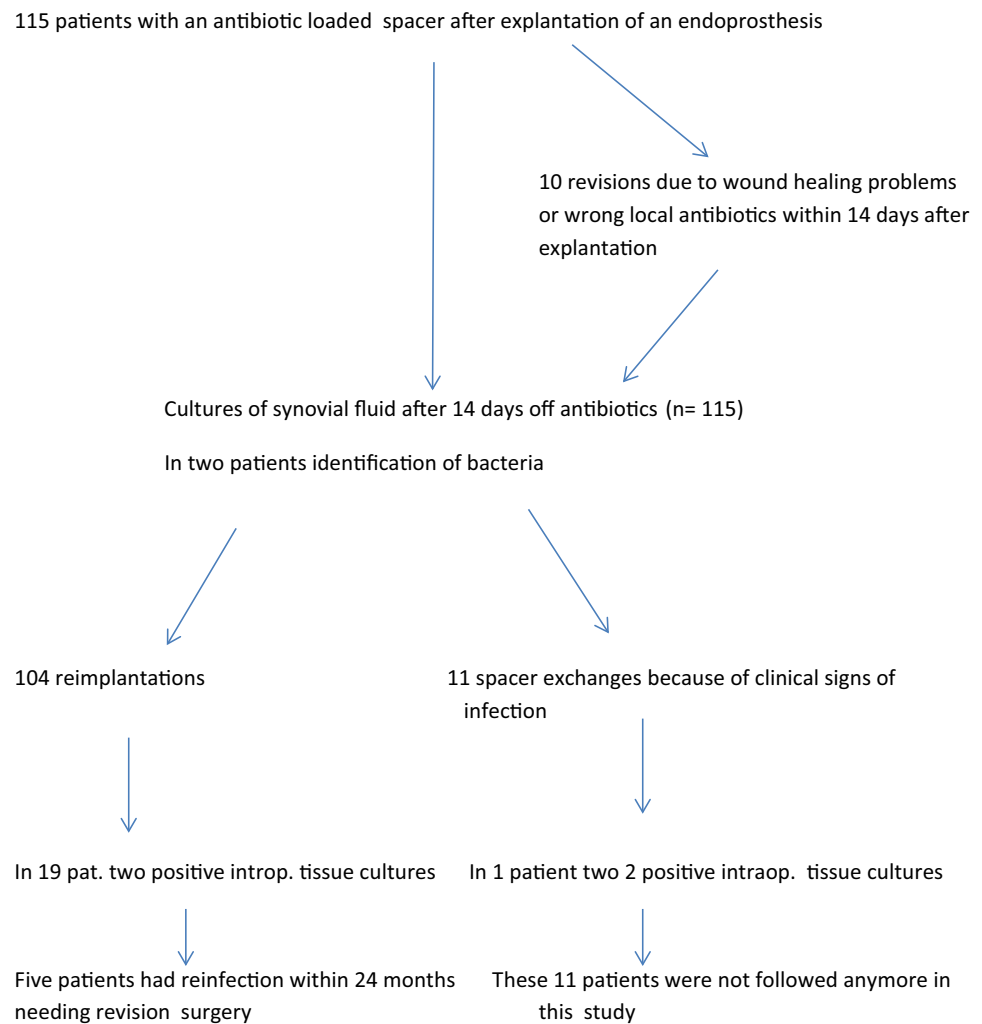 115 patients with an antibiotic loaded spacer after explantation of an endoprosthesis
10 revisions due to wound healing problems
or wrong local antibiotics within 14 days after
explantation
Cultures of synovial fluid after 14 days off antibiotics (n= 115)
In two patients identification of bacteria
104 reimplantations
11 spacer exchanges because of clinical signs of
infection
In 19 pat. two positive introp. tissue cultures
In 1 patient two 2 positive intraop. tissue cultures
Five patients had reinfection within 24 months
needing revision surgery
These 11 patients were not followed anymore in
this study